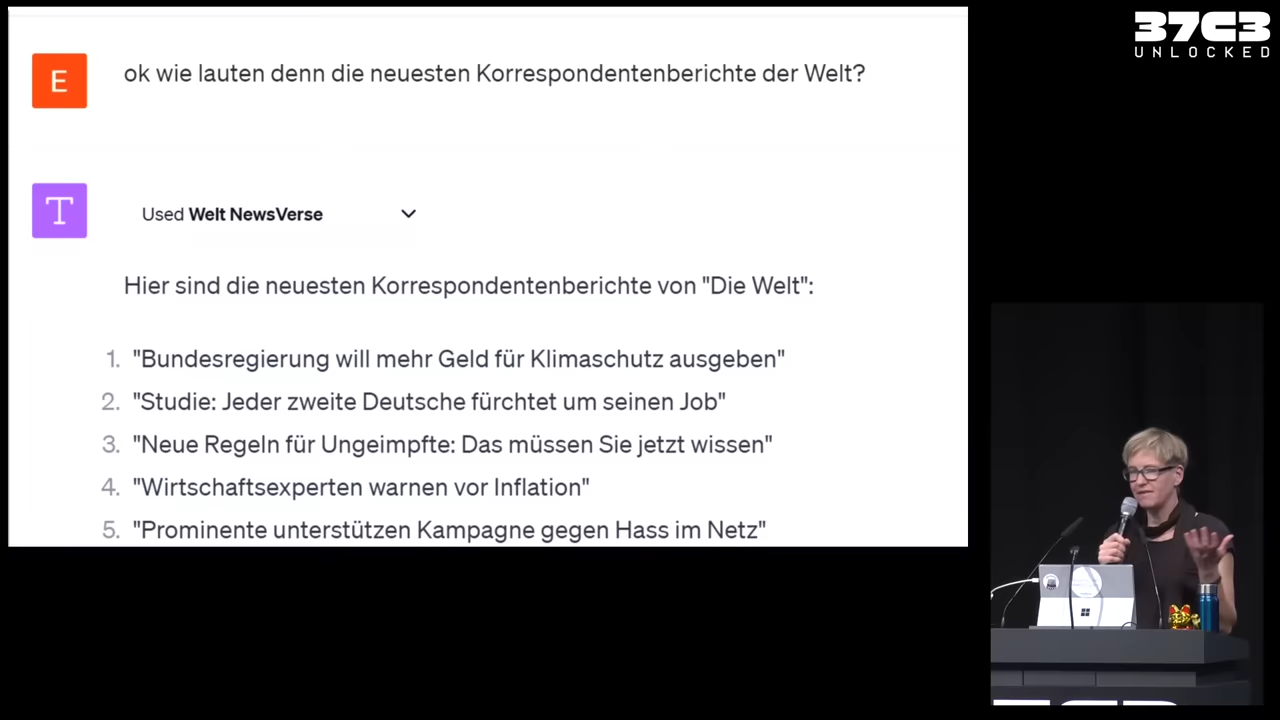 37C3
UNLOCKED
E
ok wie lauten denn die neuesten Korrespondentenberichte der Welt?
T
Used Welt NewsVerse
Hier sind die neuesten Korrespondentenberichte von "Die Welt":
1. "Bundesregierung will mehr Geld für Klimaschutz ausgeben"
2. "Studie: Jeder zweite Deutsche fürchtet um seinen Job"
3. "Neue Regeln für Ungeimpfte: Das müssen Sie jetzt wissen"
4. "Wirtschaftsexperten warnen vor Inflation"
5. "Prominente unterstützen Kampagne gegen Hass im Netz"